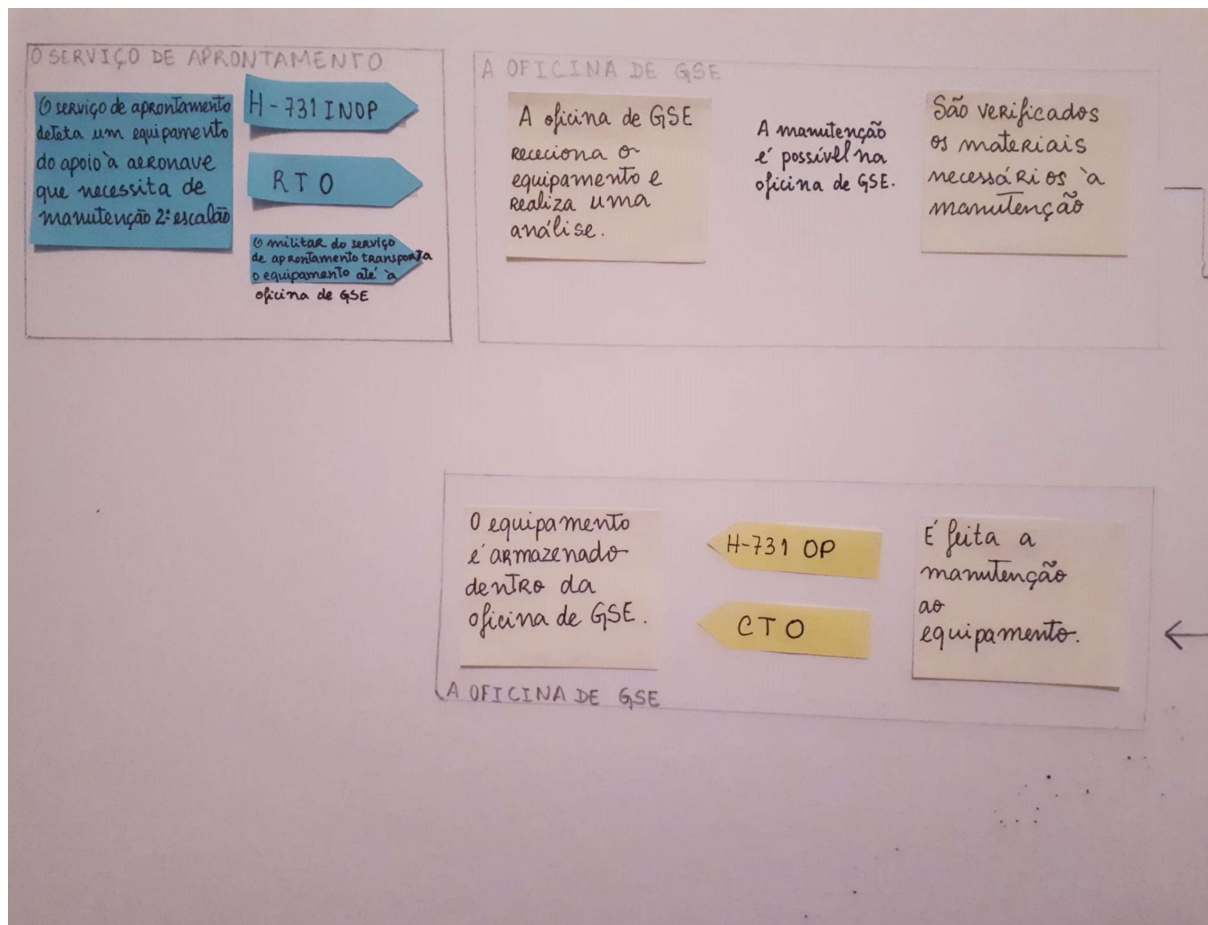 O SERVIÇO DE APRONTAMENTO
O serviço de aprontamento
deteta um equipamento
do apoio à aeronave
que necessita de
manutenção 2º escalão
H-731 INOP
RTO
O militar do serviço
de aprontamento transporta
o equipamento até à
oficina de GSE
A OFICINA DE GSE
A oficina de GSE
receciona o
equipamento e
realiza uma
análise.
A manutenção
é possível na
oficina de GSE.
São verificados
os materiais
necessários à
manutenção
O equipamento
é armazenado
dentro da
oficina de GSE.
H-731 OP
CTO
É feita a
manutenção
ao
equipamento.
A OFICINA DE GSE